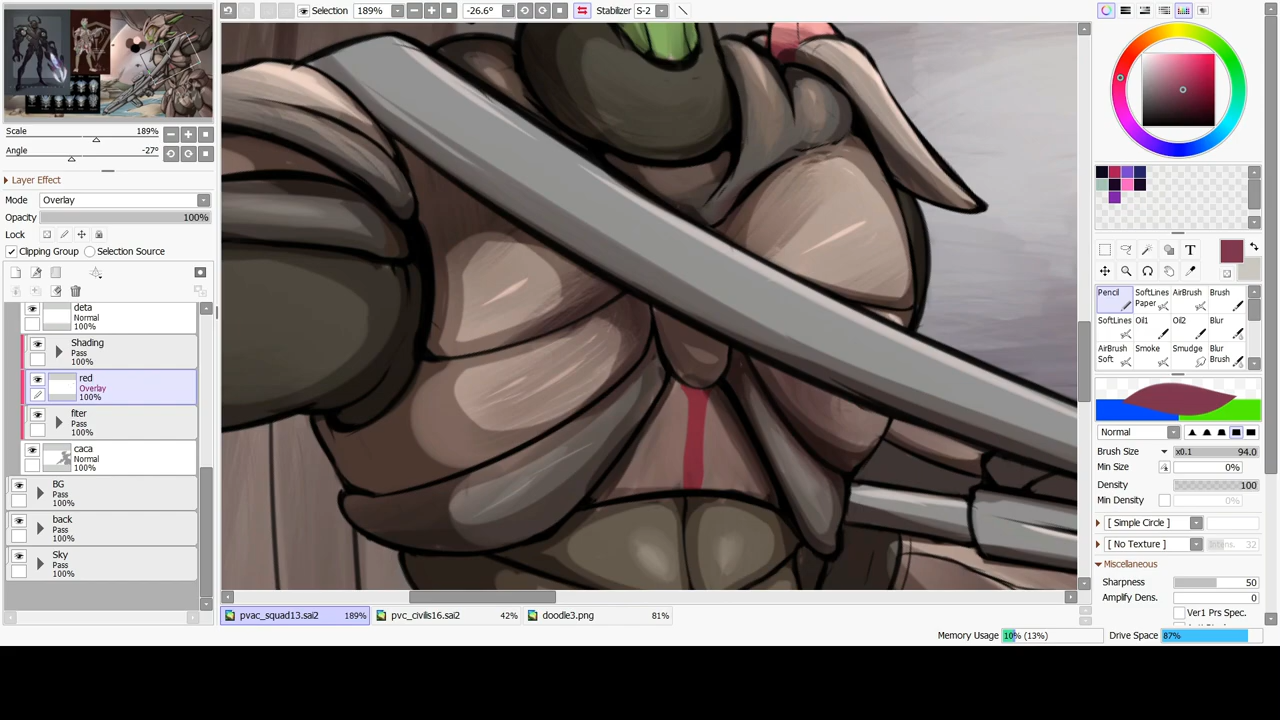 Selection 189% -26.6° Stabilizer S-2
Scale 189%
Angle -27°
Layer Effect
Mode Overlay
Opacity 100%
Lock
Clipping Group Selection Source
deta
Normal
100%
Shading
Pass
100%
red
Overlay
100%
fiter
Pass
100%
caca
Normal
100%
BG
Pass
100%
back
Pass
100%
Sky
Pass
100%
T
Pencil SoftLines Paper AirBrush Brush
SoftLines Oil1 Oil2 Blur
AirBrush Soft Smoke Smudge Blur Brush
Normal
Brush Size x0.1 94.0
Min Size 0%
Density 100
Min Density 0%
[ Simple Circle ]
[ No Texture ] Intens. 32
Miscellaneous
Sharpness 50
Amplify Dens. 0
Ver1 Prs Spec.
pvac_squad13.sai2 189% pvc_civilis16.sai2 42% doodle3.png 81%
Memory Usage 10% (13%) Drive Space 87%